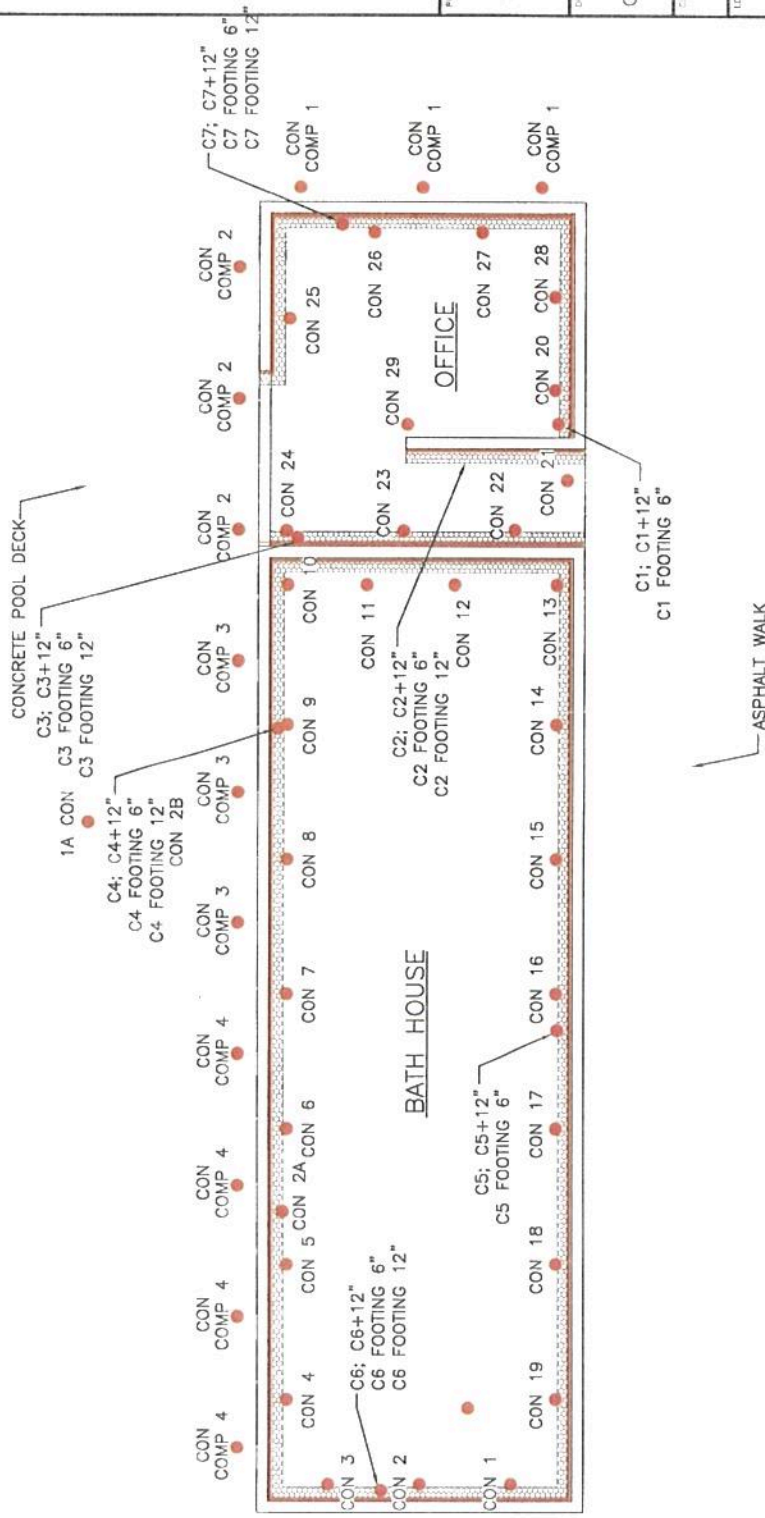 C7; C7+12"
C7 FOOTING 6"
C7 FOOTING 12"
CONCRETE POOL DECK
C3; C3+12"
C3 FOOTING 6"
C3 FOOTING 12"
1A CON
C4; C4+12"
C4 FOOTING 6"
C4 FOOTING 12"
CON 2B
CON
COMP 4
CON
COMP 4
CON
COMP 4
CON
COMP 4
CON
COMP 3
CON
COMP 3
CON
COMP 3
CON
COMP 2
CON
COMP 2
CON
COMP 2
CON
COMP 1
CON
COMP 1
CON
COMP 1
CON 4
CON 5
CON 2A
CON 6
CON 7
CON 8
CON 9
CON 10
CON 24
CON 25
CON 3
CON 2
CON 1
C6; C6+12"
C6 FOOTING 6"
C6 FOOTING 12"
BATH HOUSE
CON 11
CON 12
CON 13
CON 23
CON 22
CON 21
CON 29
OFFICE
CON 26
CON 27
CON 28
CON 20
CON 19
CON 18
CON 17
CON 16
CON 15
CON 14
C5; C5+12"
C5 FOOTING 6"
C2; C2+12"
C2 FOOTING 6"
C2 FOOTING 12"
C1; C1+12"
C1 FOOTING 6"
ASPHALT WALK